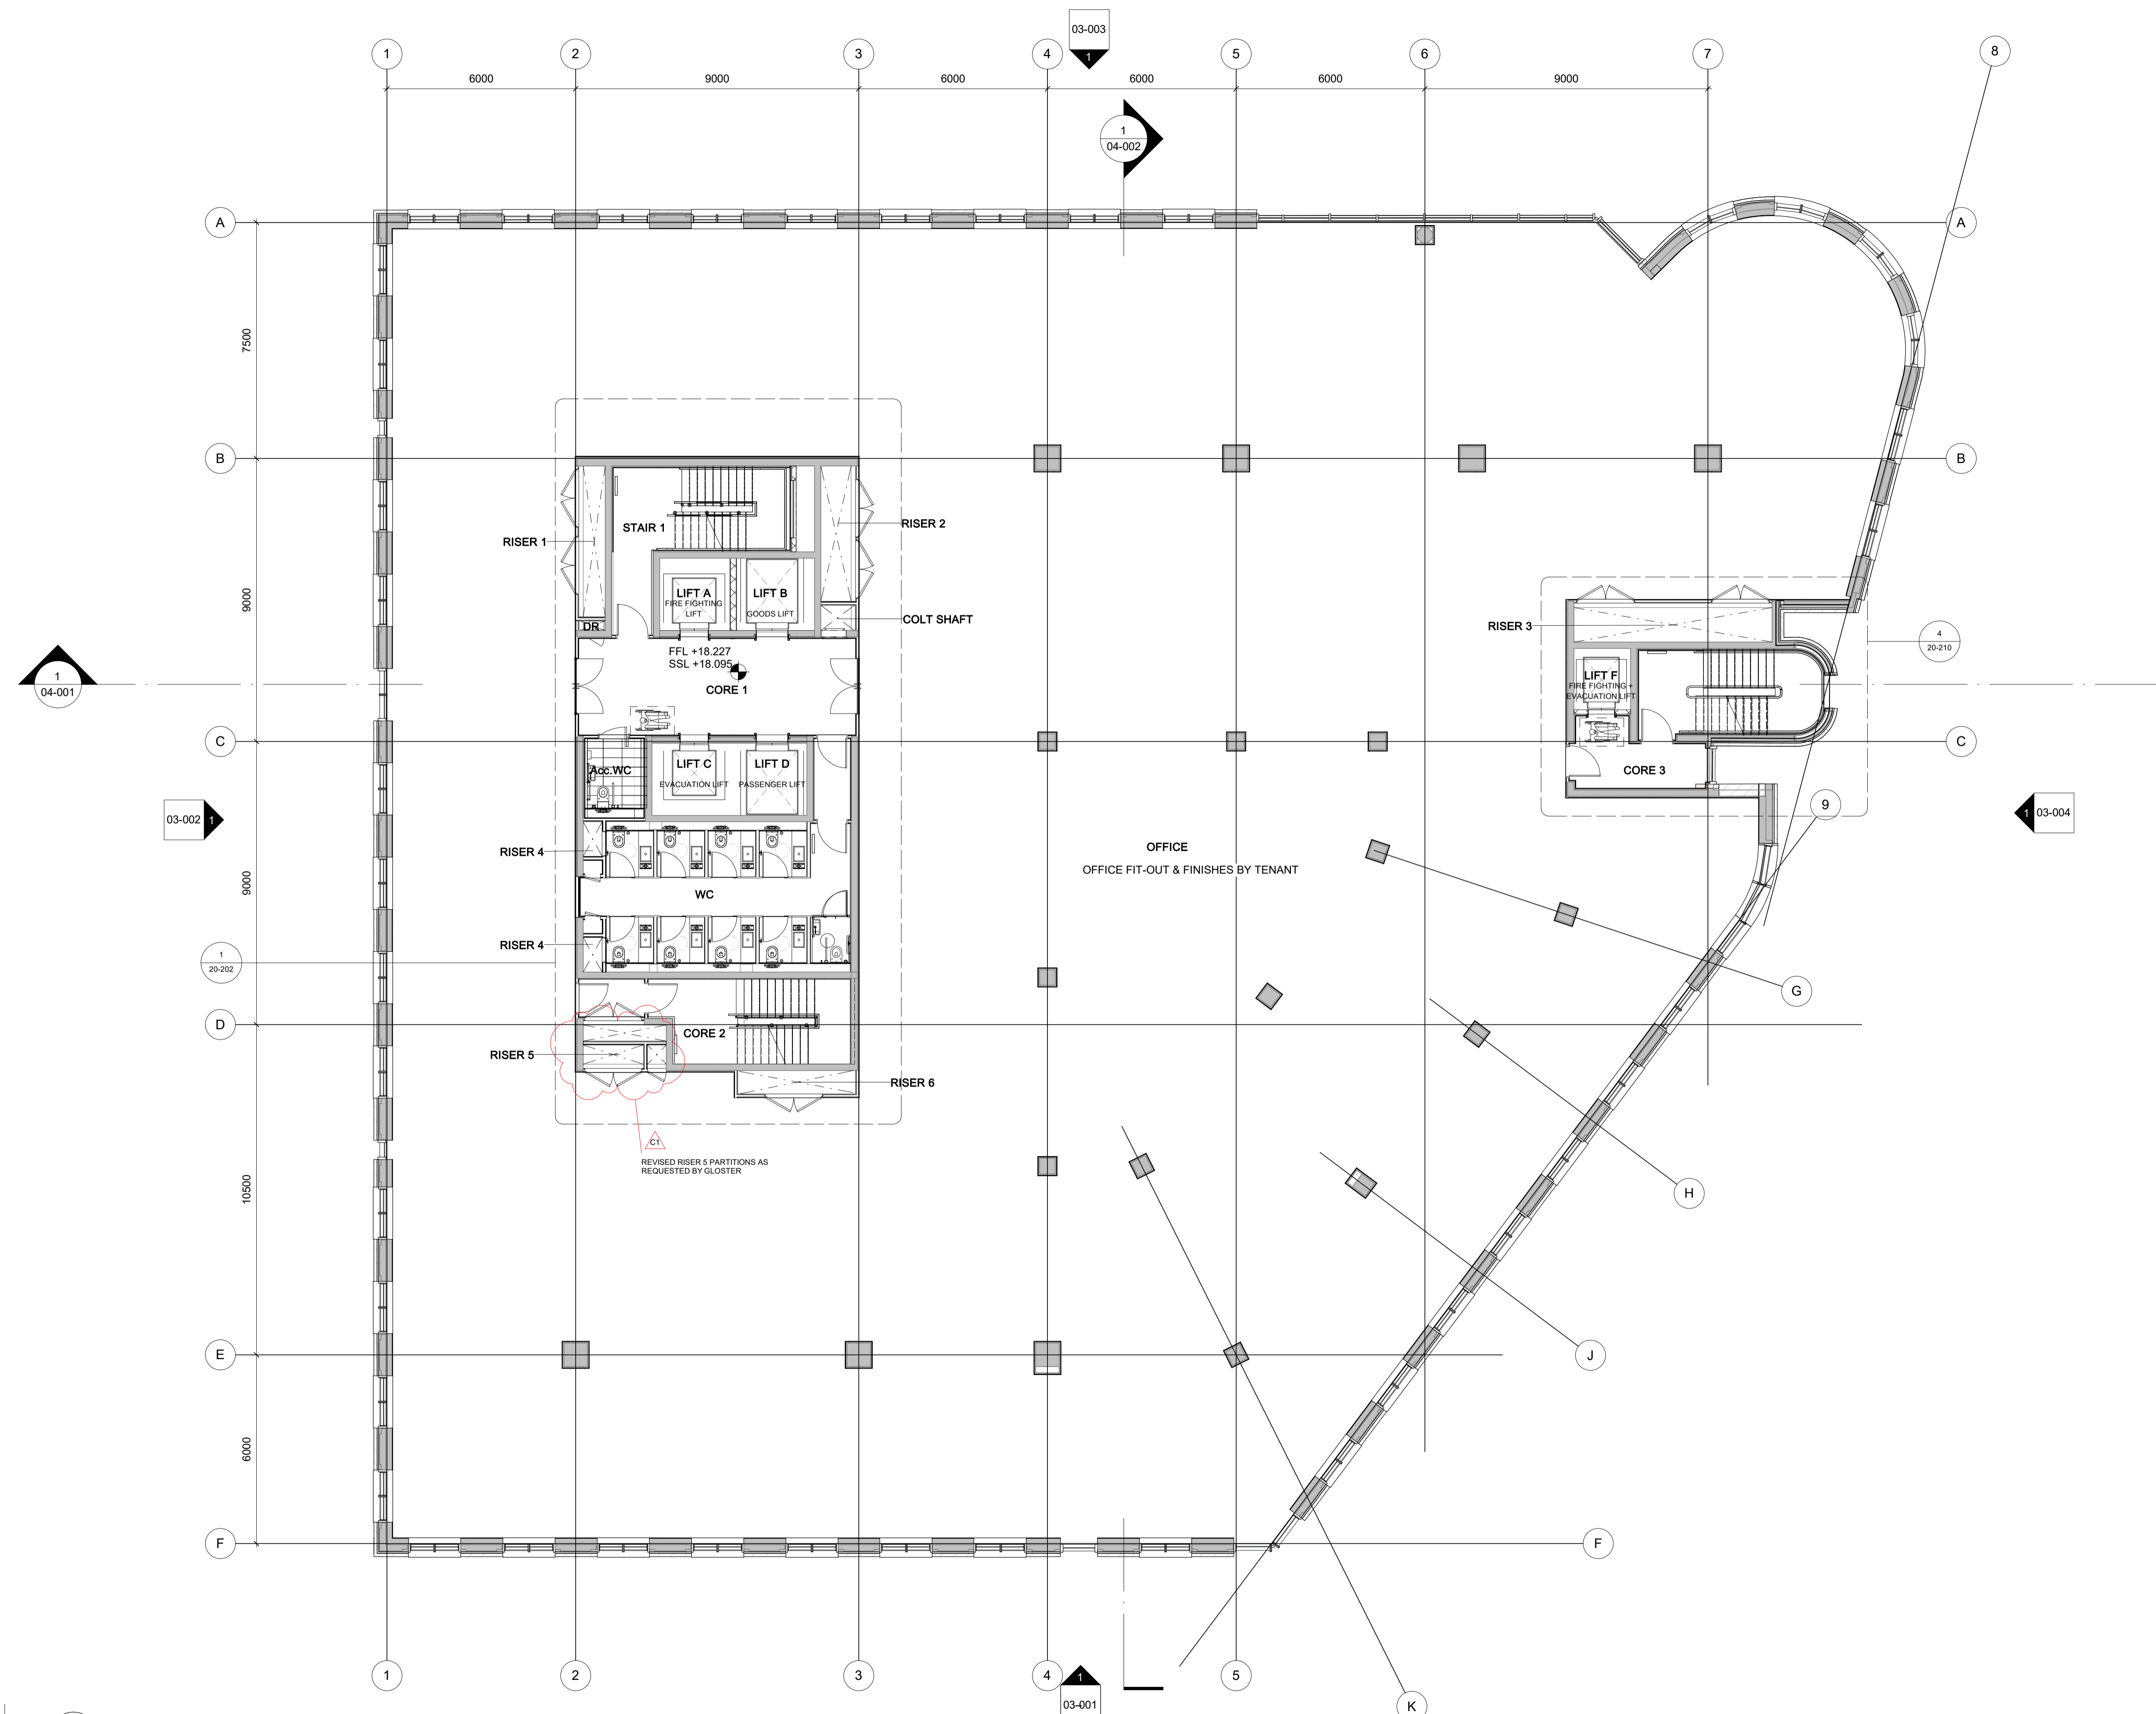 03-003
1
1
2
3
4
5
6
7
8
6000
9000
6000
6000
6000
9000
1
04-002
A
A
7500
B
B
STAIR 1
RISER 2
RISER 1
9000
LIFT A
FIRE FIGHTING
LIFT
LIFT B
GOODS LIFT
COLT SHAFT
DR
RISER 3
4
20-210
FFL +18.227
SSL +18.095
CORE 1
1
04-001
LIFT F
FIRE FIGHTING +
EVACUATION LIFT
C
C
Acc.WC
LIFT C
EVACUATION LIFT
LIFT D
PASSENGER LIFT
CORE 3
03-002
1
9
1
03-004
OFFICE
OFFICE FIT-OUT & FINISHES BY TENANT
RISER 4
9000
WC
RISER 4
1
20-202
G
D
CORE 2
RISER 5
RISER 6
C1
REVISED RISER 5 PARTITIONS AS
REQUESTED BY GLOSTER
10500
H
E
J
6000
F
F
1
2
3
4
1
03-001
5
K